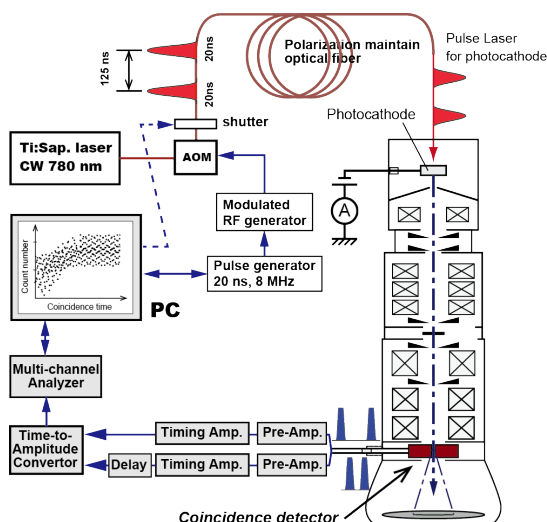 20ns
125 ns
20ns
Polarization maintain
optical fiber
Pulse Laser
for photocathode
Photocathode
shutter
Ti:Sap. laser
CW 780 nm
AOM
A
Modulated
RF generator
Count number
Coincidence time
PC
Pulse generator
20 ns, 8 MHz
Multi-channel
Analyzer
Time-to-
Amplitude
Convertor
Timing Amp.
Pre-Amp.
Delay
Timing Amp.
Pre-Amp.
Coincidence detector